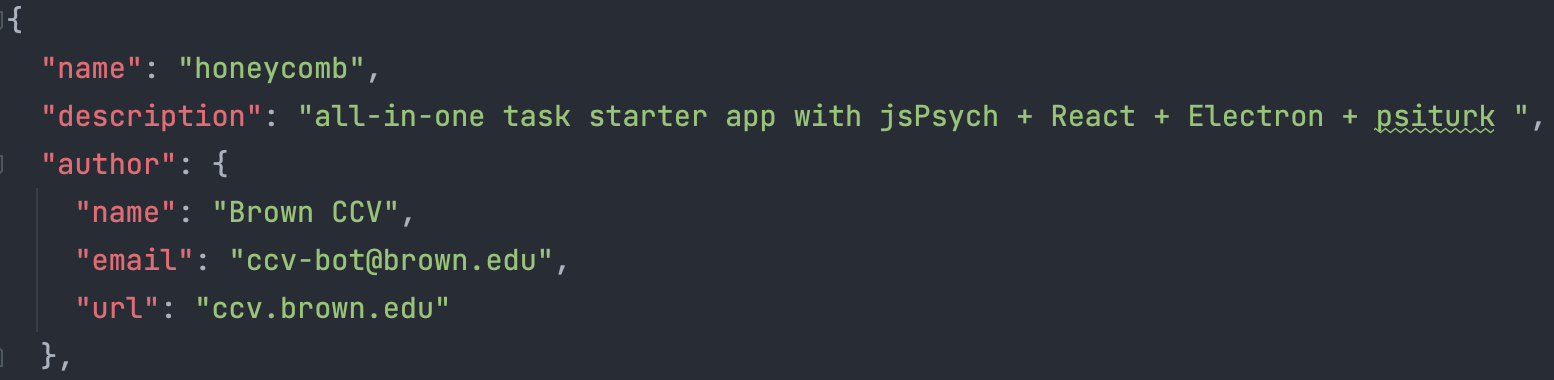 {
"name": "honeycomb",
"description": "all-in-one task starter app with jsPsych + React + Electron + psiturk ",
"author": {
"name": "Brown CCV",
"email": "ccv-bot@brown.edu",
"url": "ccv.brown.edu"
},